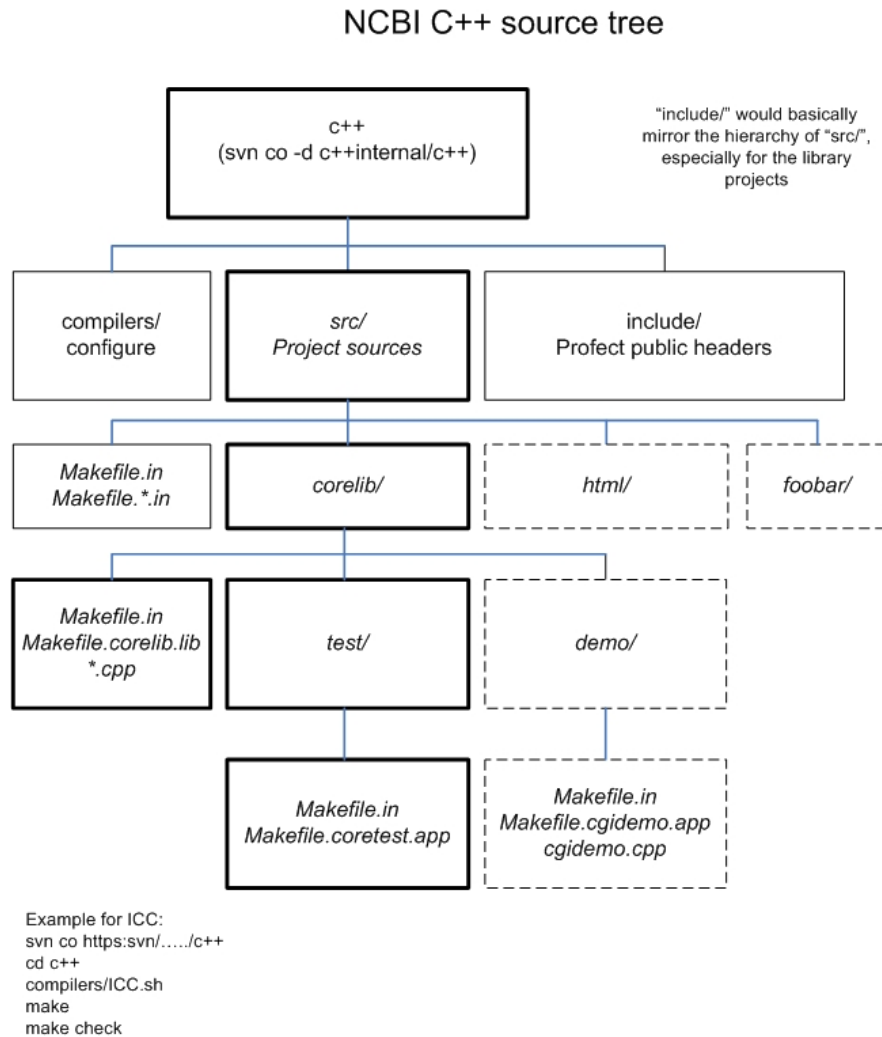 NCBI C++ source tree
c++
(svn co -d c++internal/c++)
“include/” would basically
mirror the hierarchy of “src/”,
especially for the library
projects
compilers/
configure
src/
Project sources
include/
Profect public headers
Makefile.in
Makefile.*.in
corelib/
html/
foobar/
Makefile.in
Makefile.corelib.lib
*.cpp
test/
demo/
Makefile.in
Makefile.coretest.app
Makefile.in
Makefile.cgidemo.app
cgidemo.cpp
Example for ICC:
svn co https:svn/...../c++
cd c++
compilers/ICC.sh
make
make check